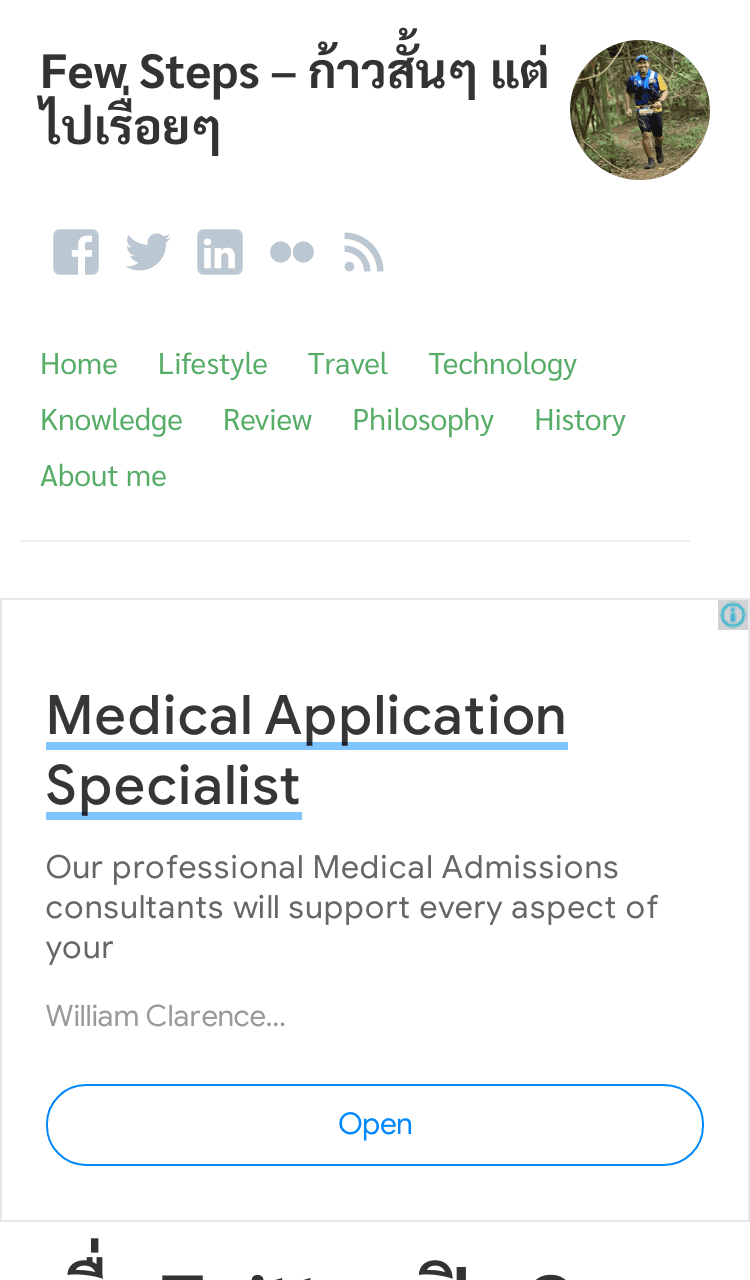 Few Steps – ก้าวสั้นๆ แต่
ไปเรื่อยๆ
Home Lifestyle Travel Technology
Knowledge Review Philosophy History
About me
Medical Application
Specialist
Our professional Medical Admissions
consultants will support every aspect of
your
William Clarence...
Open